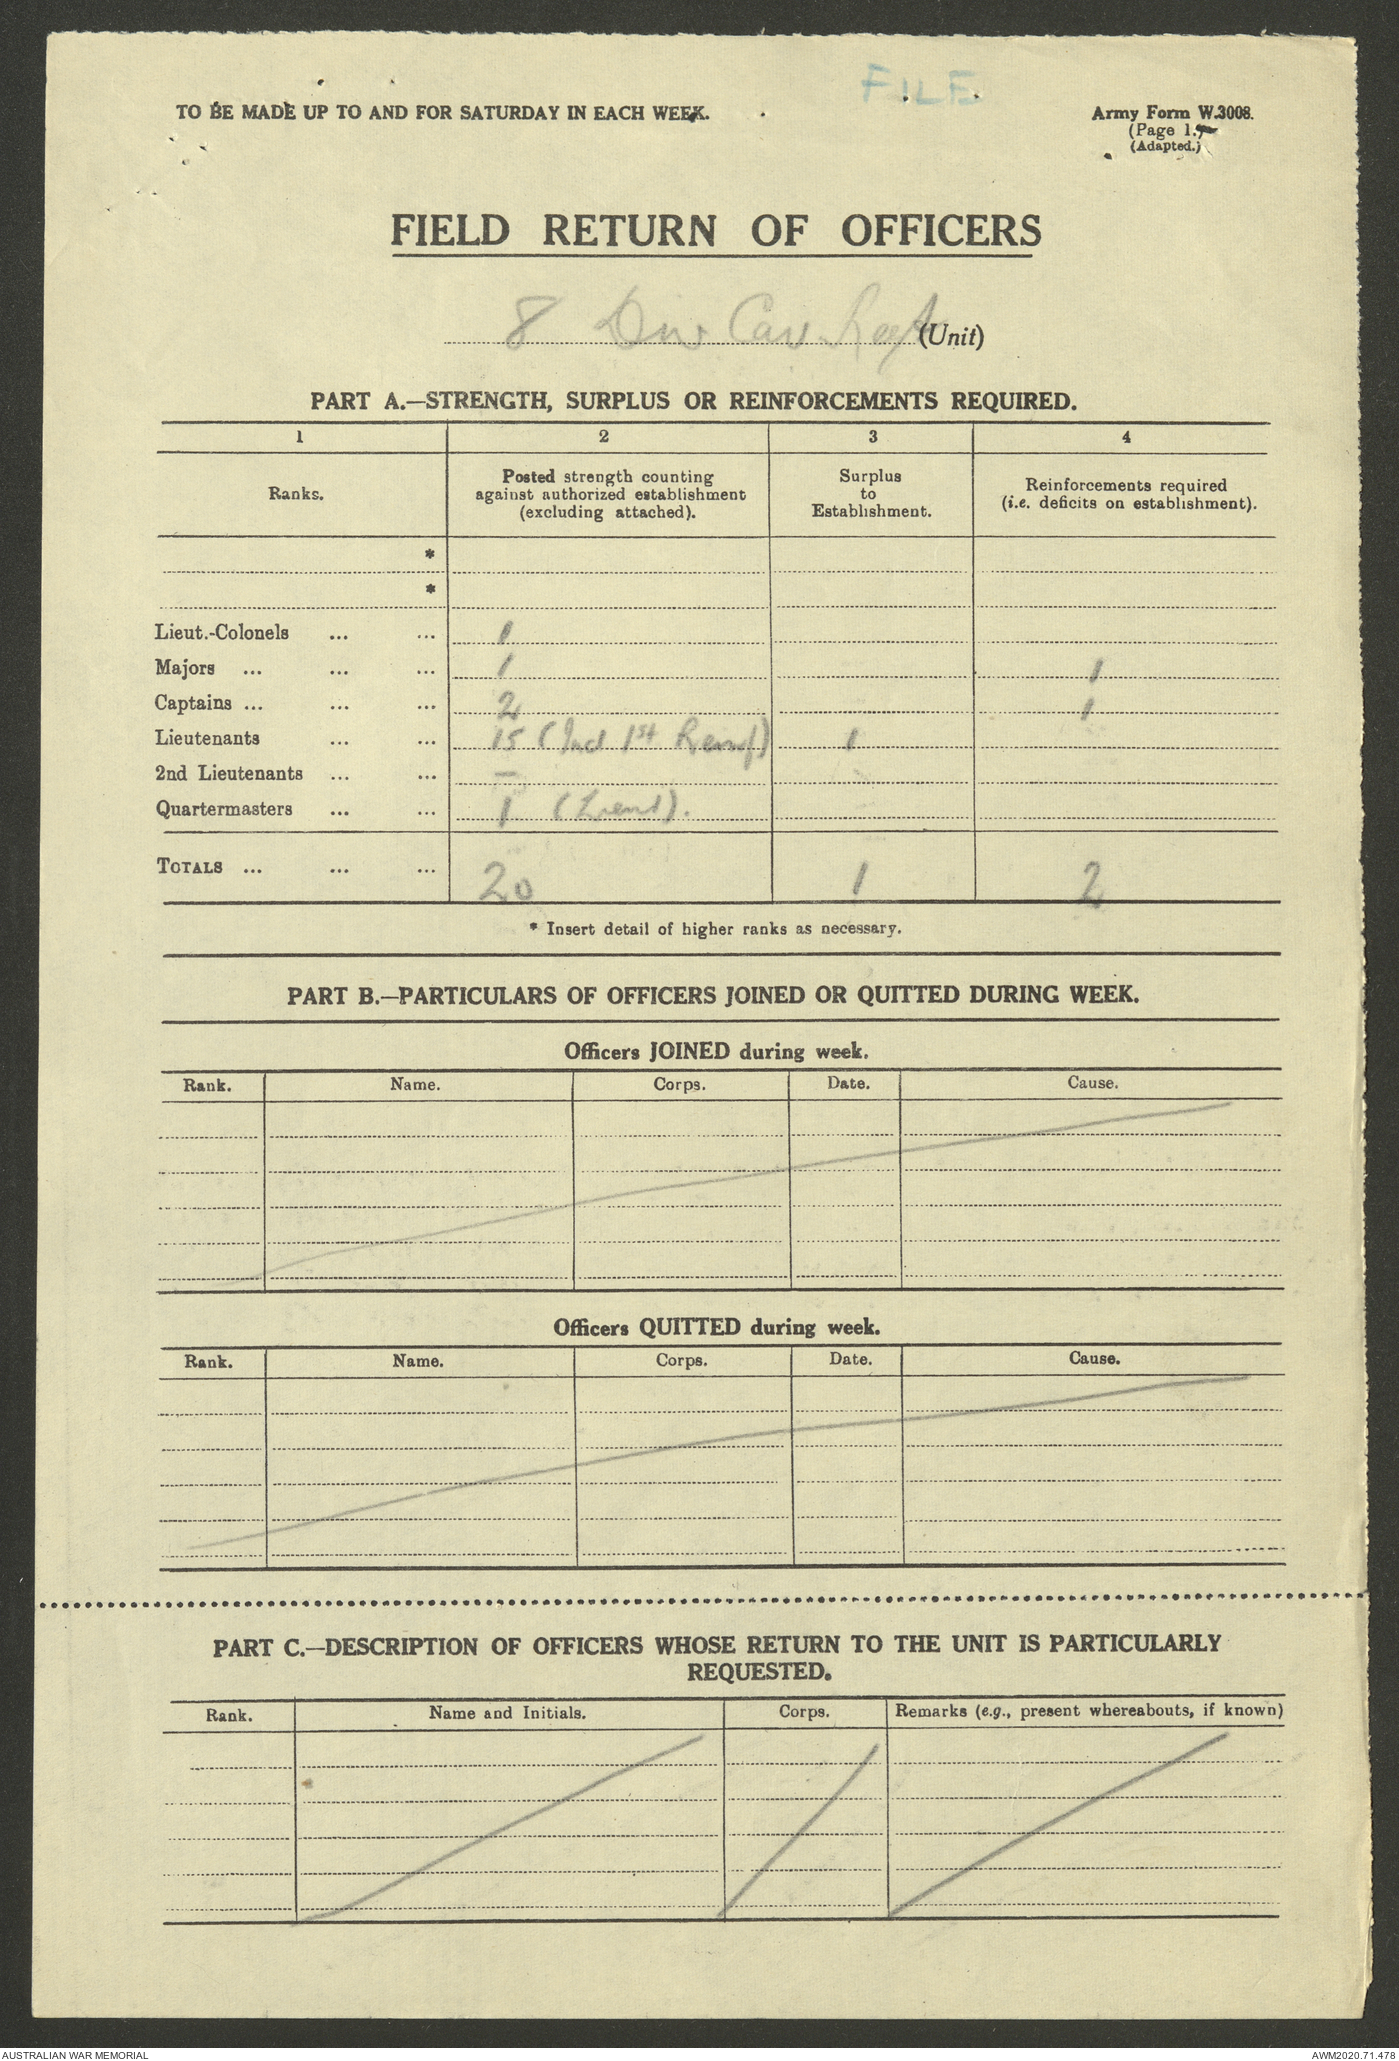 FILE
TO BE MADE UP TO AND FOR SATURDAY IN EACH WEEK.
Army Form W.3008.
(Page 1.)
(Adapted.)
FIELD RETURN OF OFFICERS
8 Div Cav Regt (Unit)
PART A.—STRENGTH, SURPLUS OR REINFORCEMENTS REQUIRED.
1 2 3 4
Ranks.
Posted strength counting
against authorized establishment
(excluding attached).
Surplus
to
Establishment.
Reinforcements required
(i.e. deficits on establishment).
*
*
Lieut.-Colonels ... ... 1
Majors ... ... ... 1 1
Captains ... ... ... 2 1
Lieutenants ... ... 15 (Incl 1st Reinf) 1
2nd Lieutenants ... ... —
Quartermasters ... ... 1 (Lieut).
TOTALS ... ... ... 20 1 2
* Insert detail of higher ranks as necessary.
PART B.—PARTICULARS OF OFFICERS JOINED OR QUITTED DURING WEEK.
Officers JOINED during week.
Rank. Name. Corps. Date. Cause.
Officers QUITTED during week.
Rank. Name. Corps. Date. Cause.
PART C.—DESCRIPTION OF OFFICERS WHOSE RETURN TO THE UNIT IS PARTICULARLY
REQUESTED.
Rank. Name and Initials. Corps. Remarks (e.g., present whereabouts, if known)
AUSTRALIAN WAR MEMORIAL
AWM2020.71.478